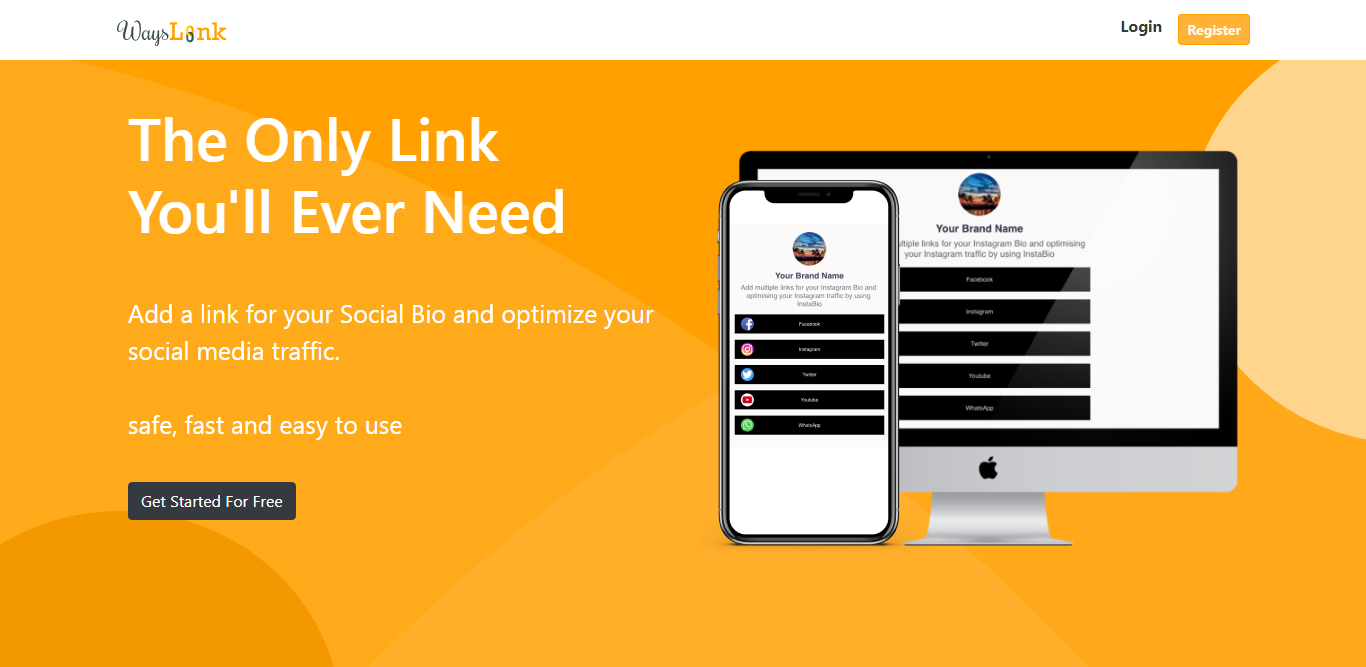 WaysLink
Login
Register
The Only Link
You'll Ever Need
Add a link for your Social Bio and optimize your
social media traffic.
safe, fast and easy to use
Get Started For Free
Your Brand Name
Add multiple links for your Instagram Bio and
optimising your Instagram traffic by using
InstaBio
Facebook
Instagram
Twitter
Youtube
WhatsApp
Your Brand Name
ltiple links for your Instagram Bio and optimising
your Instagram traffic by using InstaBio
Facebook
Instagram
Twitter
Youtube
WhatsApp